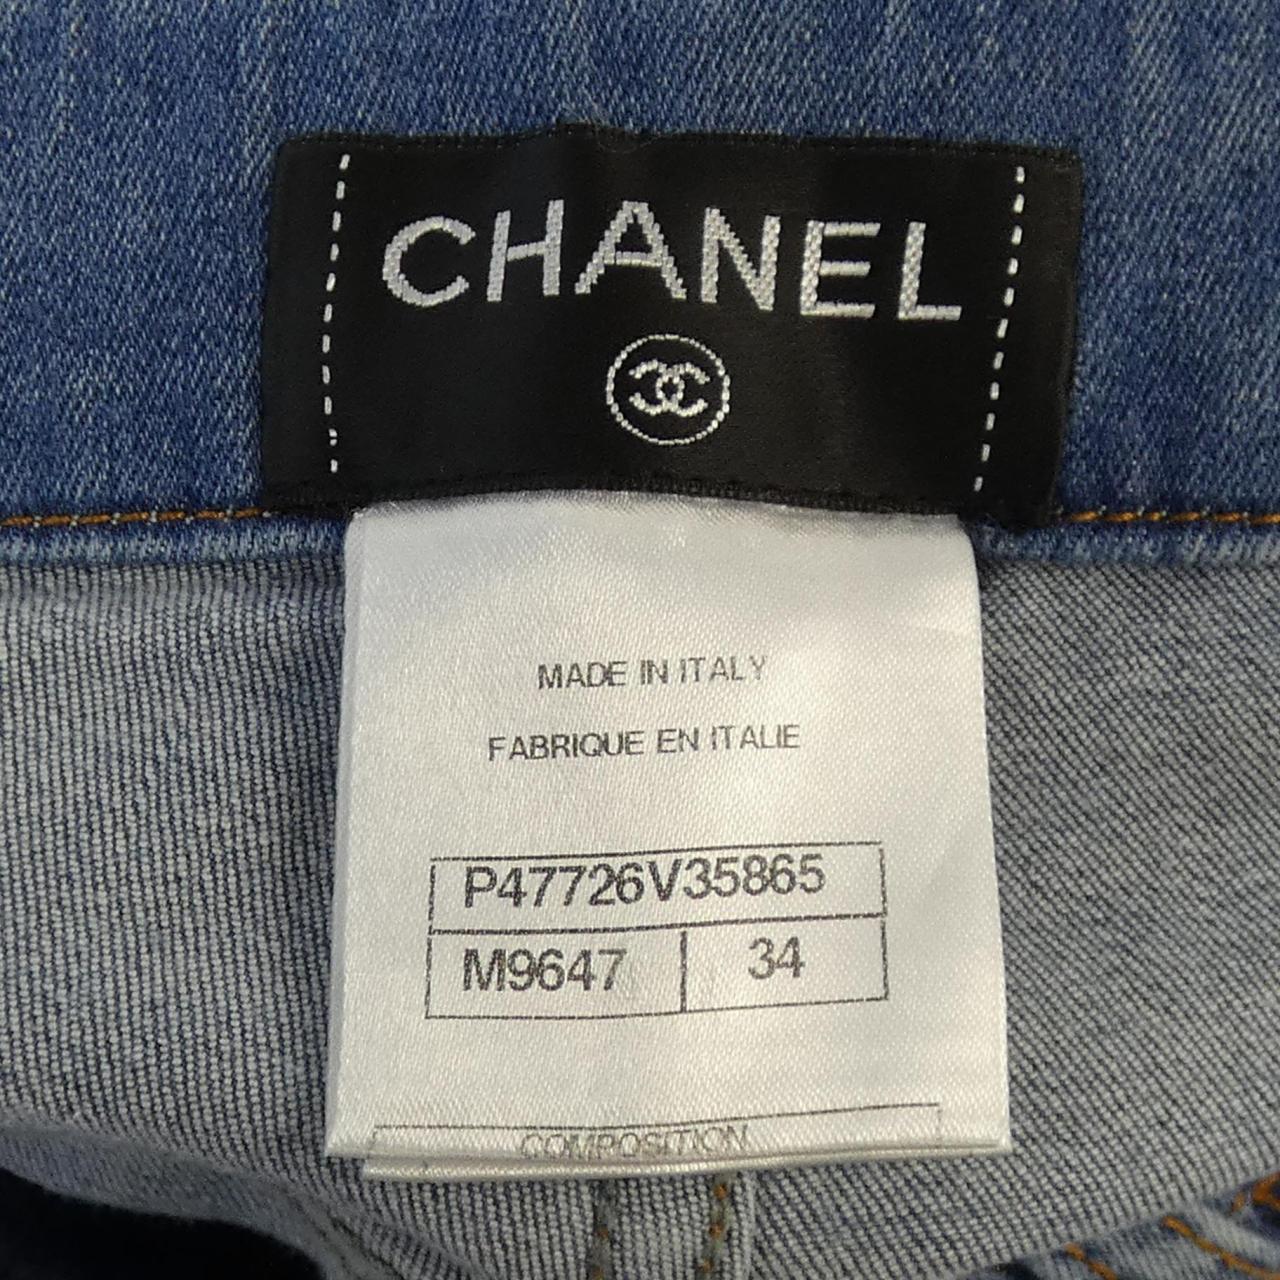 CHANEL
MADE IN ITALY
FABRIQUE EN ITALIE
P47726V35865
M9647 34
COMPOSITION